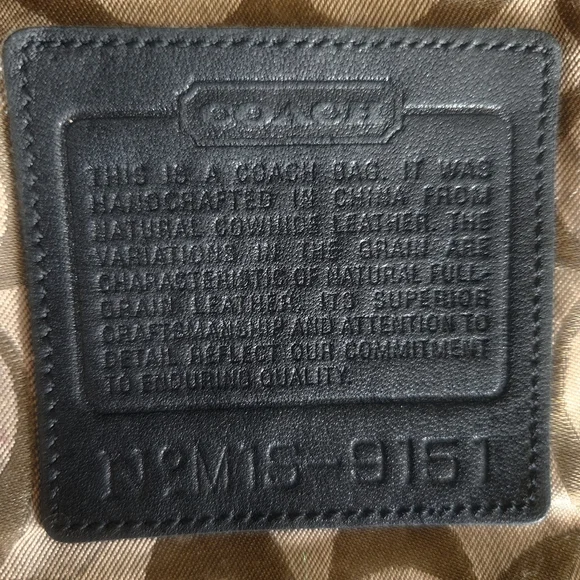 COACH
THIS IS A COACH BAG. IT WAS
HANDCRAFTED IN CHINA FROM
NATURAL COWHIDE LEATHER. THE
VARIATIONS IN THE GRAIN ARE
CHARACTERISTIC OF NATURAL FULL-
GRAIN LEATHER. ITS SUPERIOR
CRAFTSMANSHIP AND ATTENTION TO
DETAIL REFLECT OUR COMMITMENT
TO ENDURING QUALITY.
No M1S-9151